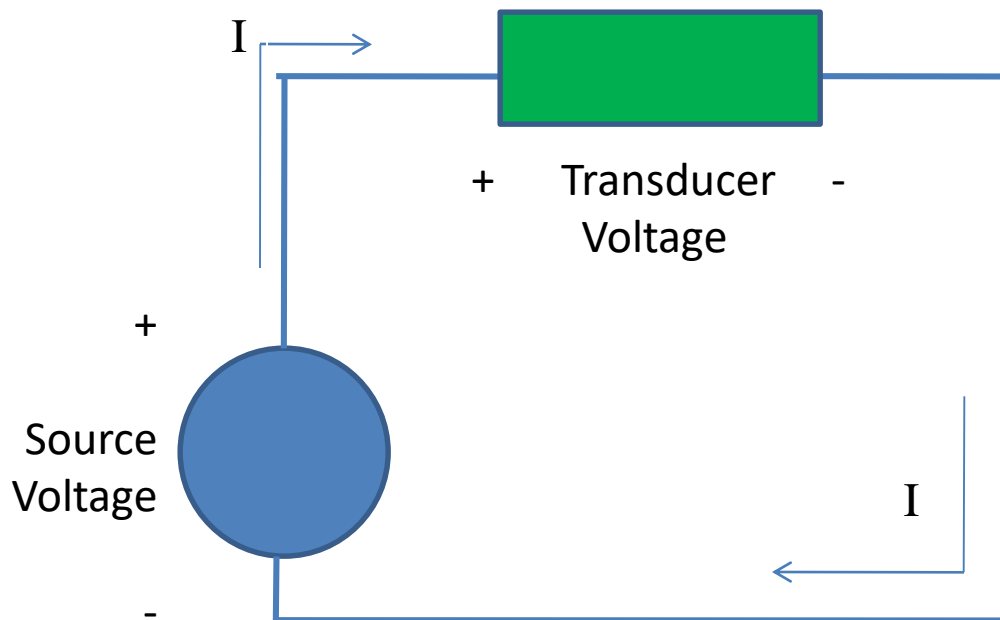 I
+ Transducer -
Voltage
+
Source
Voltage
I
-